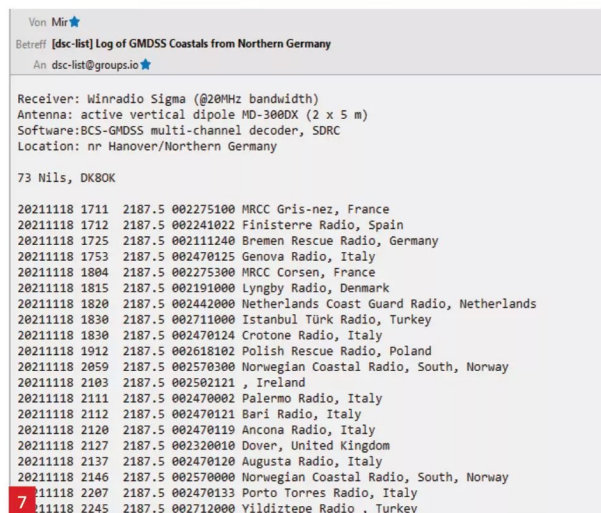 Von Mir
Betreff [dsc-list] Log of GMDSS Coastals from Northern Germany
An dsc-list@groups.io
Receiver: Winradio Sigma (@20MHz bandwidth)
Antenna: active vertical dipole MD-300DX (2 x 5 m)
Software:BCS-GMDSS multi-channel decoder, SDRC
Location: nr Hanover/Northern Germany
73 Nils, DK8OK
20211118 1711 2187.5 002275100 MRCC Gris-nez, France
20211118 1712 2187.5 002241022 Finisterre Radio, Spain
20211118 1725 2187.5 002111240 Bremen Rescue Radio, Germany
20211118 1753 2187.5 002470125 Genova Radio, Italy
20211118 1804 2187.5 002275300 MRCC Corsen, France
20211118 1815 2187.5 002191000 Lyngby Radio, Denmark
20211118 1820 2187.5 002442000 Netherlands Coast Guard Radio, Netherlands
20211118 1830 2187.5 002711000 Istanbul Türk Radio, Turkey
20211118 1830 2187.5 002470124 Crotone Radio, Italy
20211118 1912 2187.5 002618102 Polish Rescue Radio, Poland
20211118 2059 2187.5 002570300 Norwegian Coastal Radio, South, Norway
20211118 2103 2187.5 002502121 , Ireland
20211118 2111 2187.5 002470002 Palermo Radio, Italy
20211118 2112 2187.5 002470121 Bari Radio, Italy
20211118 2120 2187.5 002470119 Ancona Radio, Italy
20211118 2127 2187.5 002320010 Dover, United Kingdom
20211118 2137 2187.5 002470120 Augusta Radio, Italy
20211118 2146 2187.5 002570000 Norwegian Coastal Radio, South, Norway
7 11118 2207 2187.5 002470133 Porto Torres Radio, Italy
11118 2245 2187.5 002712000 Yildiztepe Radio , Turkey